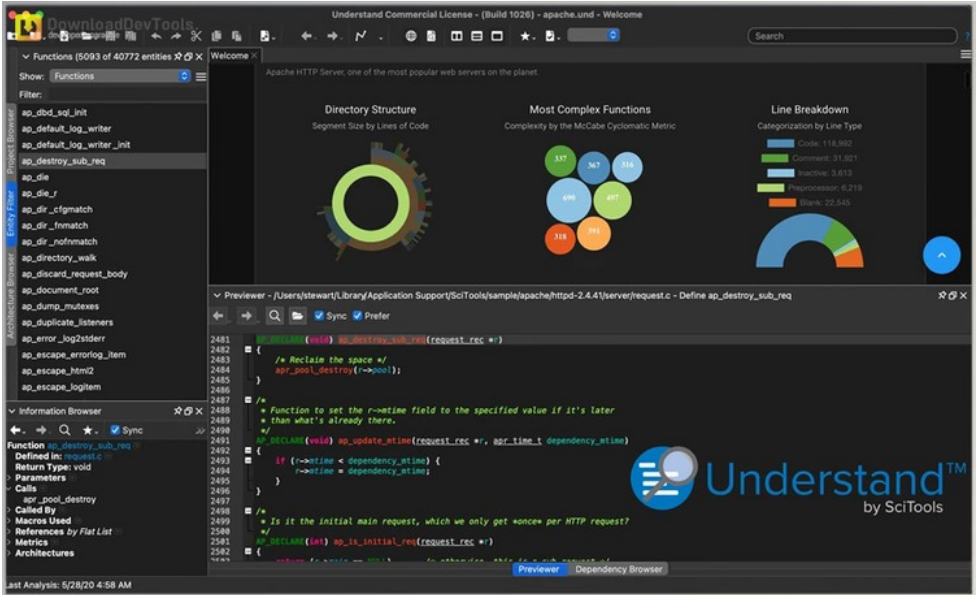 Understand Commercial License - (Build 1026) - apache.und - Welcome
DownloadDevTools
Search
Functions (5093 of 40772 entities
Show: Functions
Filter:
ap_dbd_sql_init
ap_default_log_writer
ap_default_log_writer_init
ap_destroy_sub_req
ap_die
ap_die_r
ap_dir_cfgmatch
ap_dir_fnmatch
ap_dir_nofnmatch
ap_directory_walk
ap_discard_request_body
ap_document_root
ap_dump_mutexes
ap_duplicate_listeners
ap_error_log2stderr
ap_escape_errorlog_item
ap_escape_html2
ap_escape_logitem
Project Browser
Entity Filter
Architecture Browser
Welcome
Apache HTTP Server, one of the most popular web servers on the planet
Directory Structure
Segment Size by Lines of Code
Most Complex Functions
Complexity by the McCabe Cyclomatic Metric
337
367
316
690
497
318
391
Line Breakdown
Categorization by Line Type
Code: 118,992
Comment: 31,921
Inactive: 3,613
Preprocessor: 6,219
Blank: 22,545
Previewer - /Users/stewart/Library/Application Support/SciTools/sample/apache/httpd-2.4.41/server/request.c - Define ap_destroy_sub_req
Sync Prefer
2481 AP_DECLARE(void) ap_destroy_sub_req(request_rec *r)
2482 {
2483 /* Reclaim the space */
2484 apr_pool_destroy(r->pool);
2485 }
2486
2487 /*
2488 * Function to set the r->mtime field to the specified value if it's later
2489 * than what's already there.
2490 */
2491 AP_DECLARE(void) ap_update_mtime(request_rec *r, apr_time_t dependency_mtime)
2492 {
2493 if (r->mtime < dependency_mtime) {
2494 r->mtime = dependency_mtime;
2495 }
2496 }
2497
2498 /*
2499 * Is it the initial main request, which we only get *once* per HTTP request?
2500 */
2501 AP_DECLARE(int) ap_is_initial_req(request_rec *r)
2502 {
Understand™
by SciTools
Previewer Dependency Browser
Information Browser
Sync
Function ap_destroy_sub_req
Defined in: request.c
Return Type: void
Parameters
Calls
apr_pool_destroy
Called By
Macros Used
References by Flat List
Metrics
Architectures
Last Analysis: 5/28/20 4:58 AM